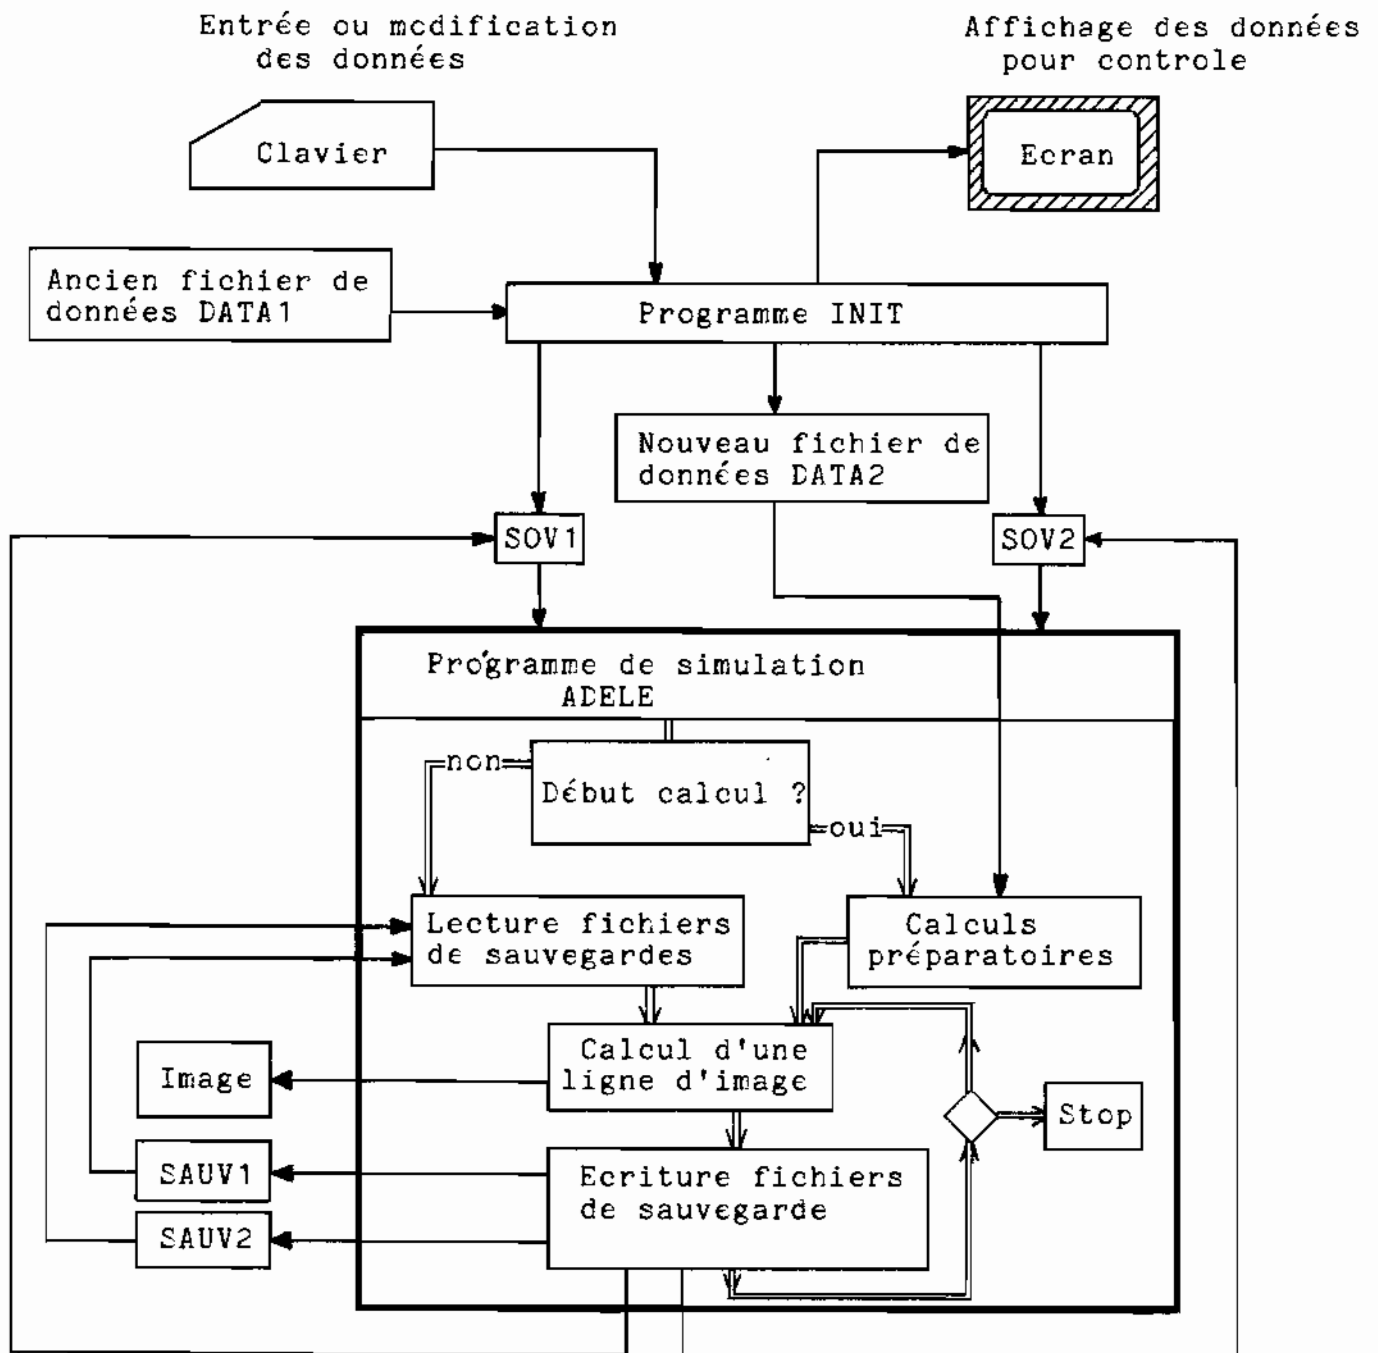 Entrée ou modification
des données
Affichage des données
pour controle
Clavier
Ecran
Ancien fichier de
données DATA1
Programme INIT
Nouveau fichier de
données DATA2
SOV1
SOV2
Programme de simulation
ADELE
non
Début calcul ?
oui
Lecture fichiers
de sauvegardes
Calculs
préparatoires
Calcul d'une
ligne d'image
Image
Stop
SAUV1
Ecriture fichiers
de sauvegarde
SAUV2